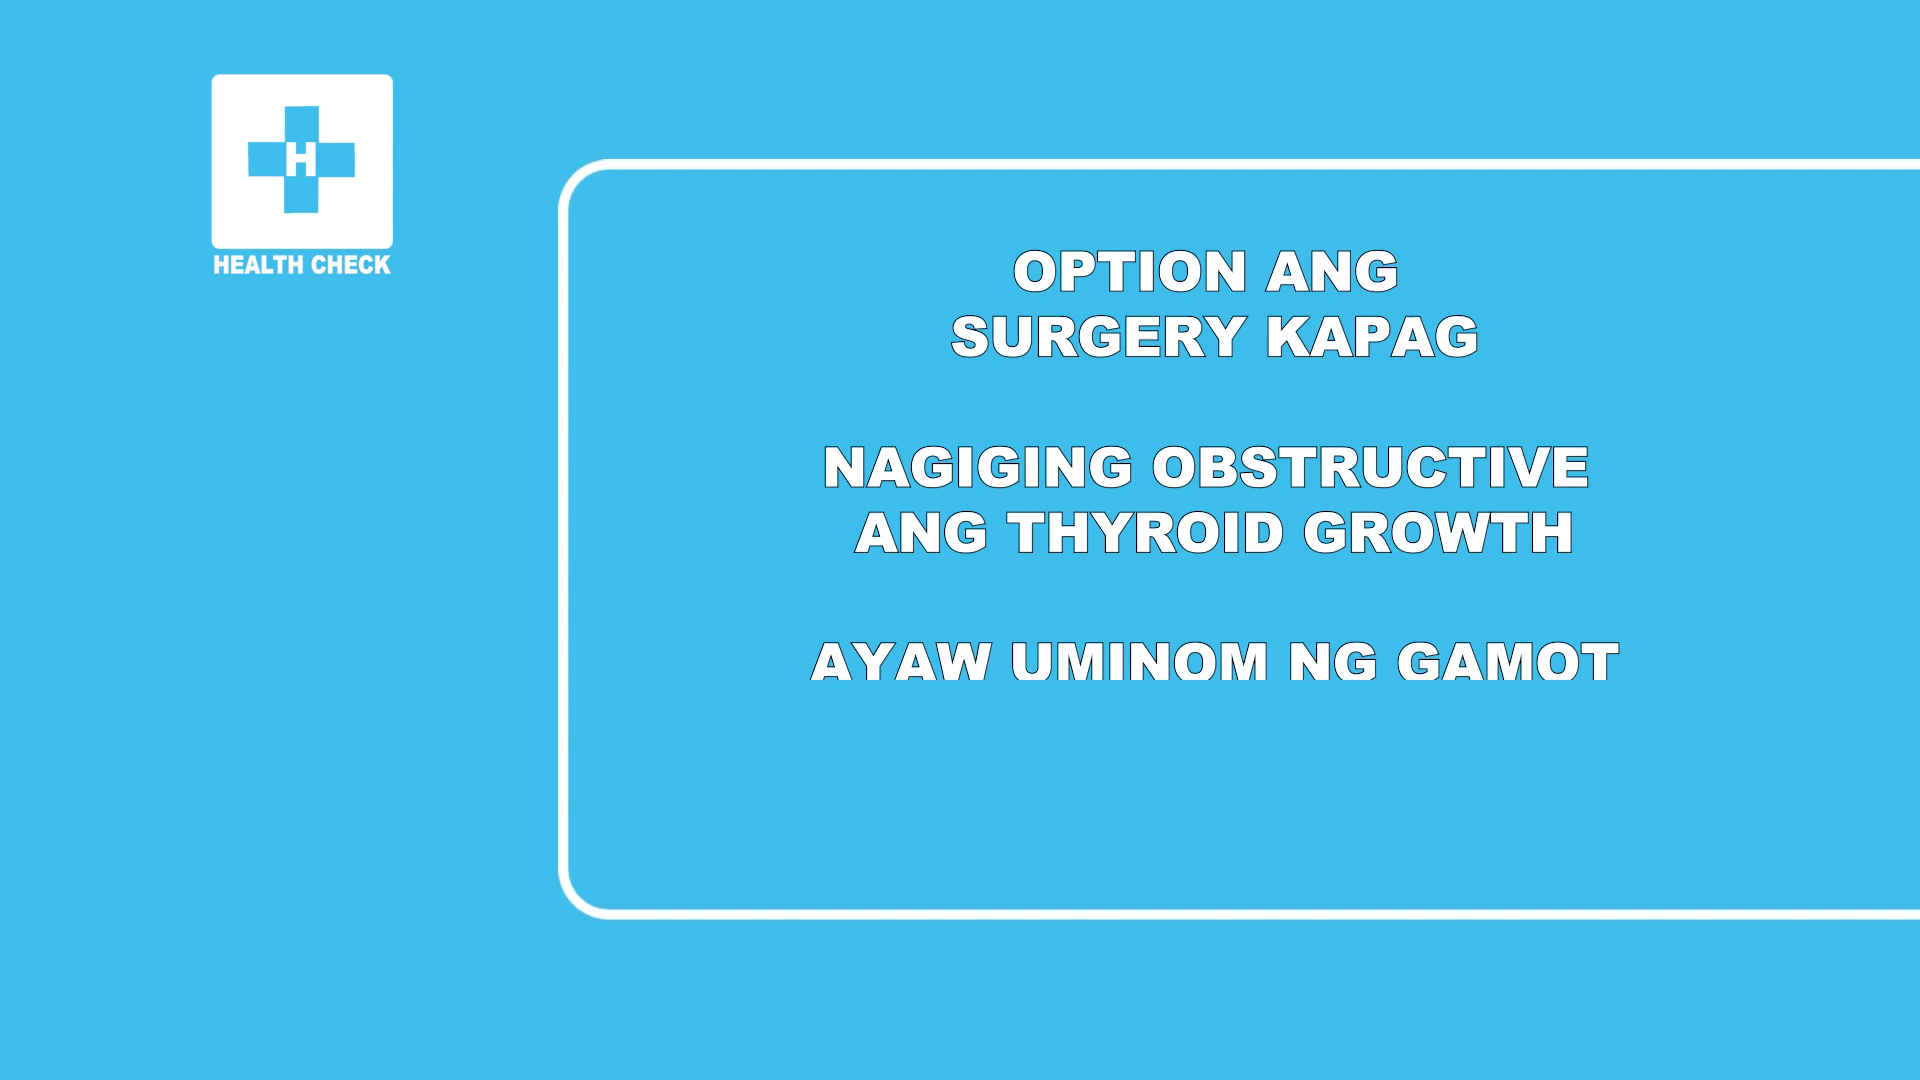 H
HEALTH CHECK
OPTION ANG
SURGERY KAPAG
NAGIGING OBSTRUCTIVE
ANG THYROID GROWTH
AYAW UMINOM NG GAMOT